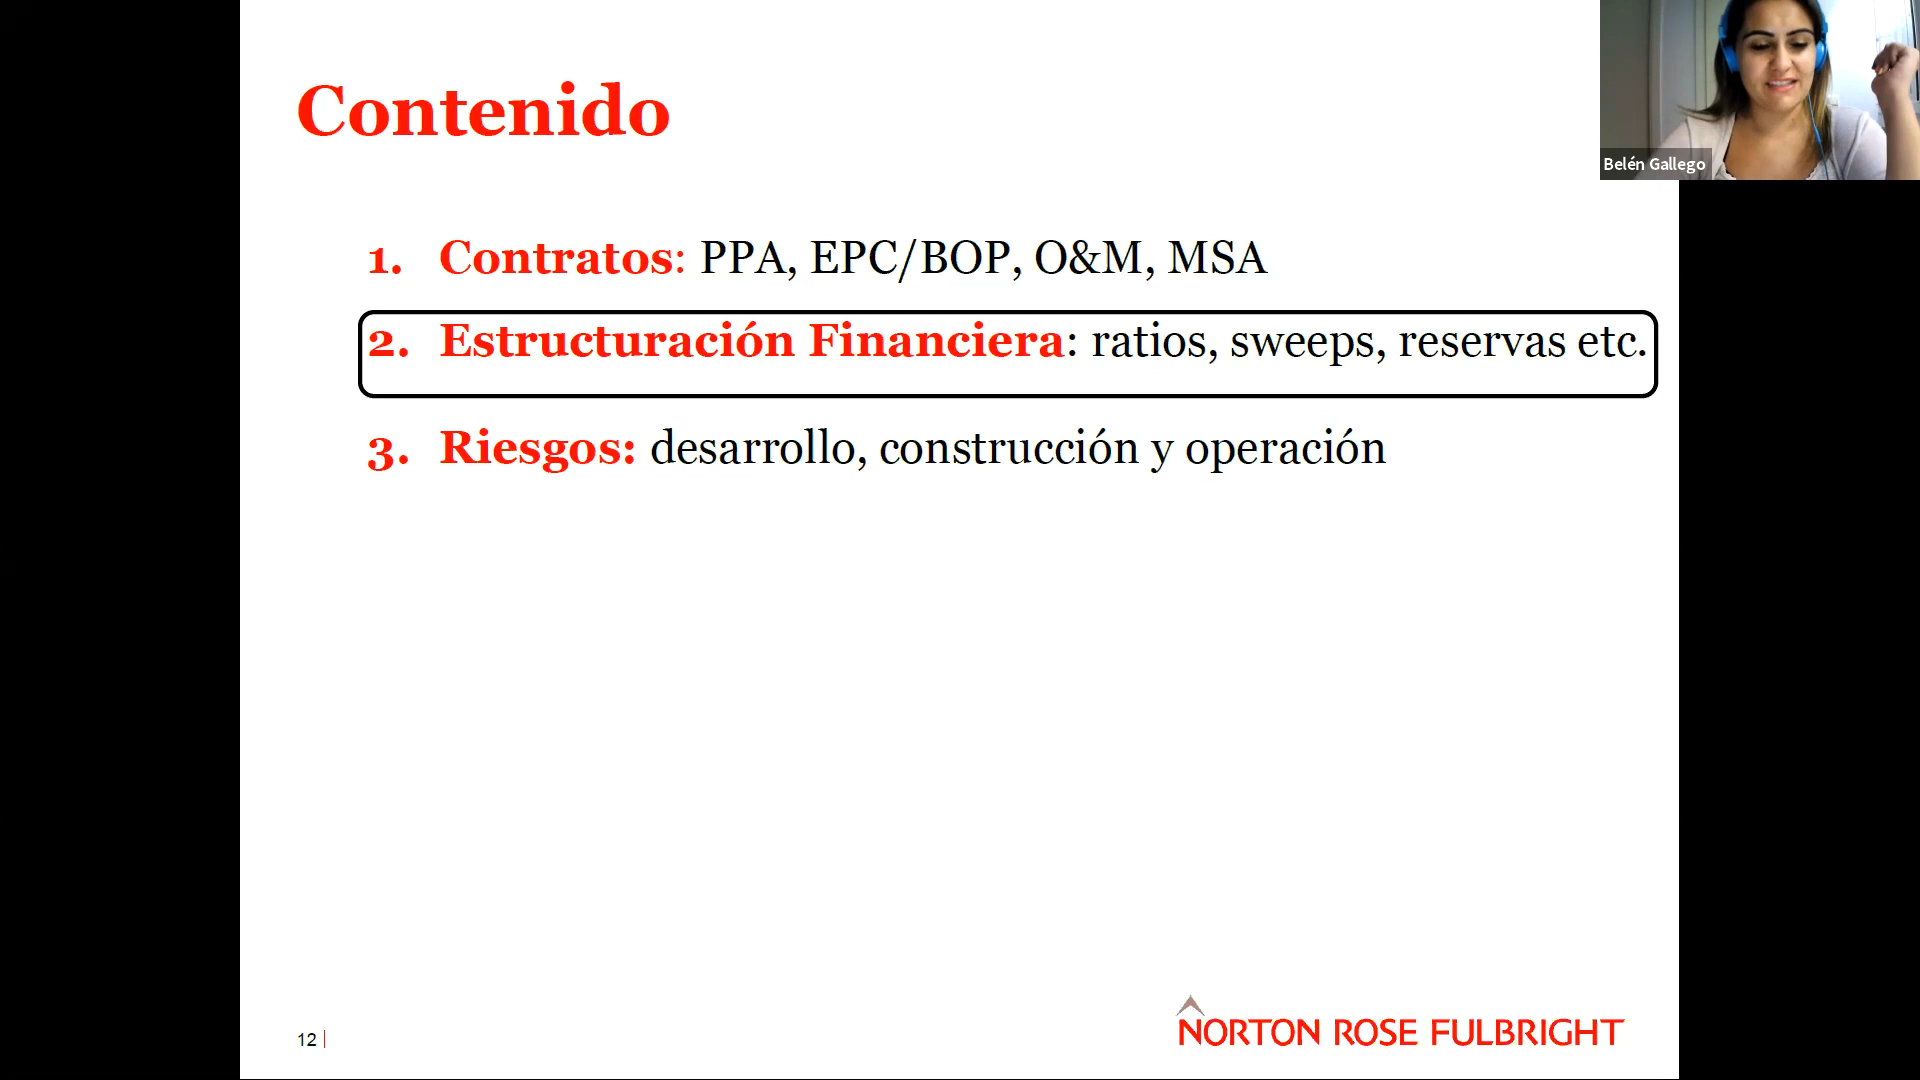 Contenido
Belén Gallego
1. Contratos: PPA, EPC/BOP, O&M, MSA
2. Estructuración Financiera: ratios, sweeps, reservas etc.
3. Riesgos: desarrollo, construcción y operación
12
NORTON ROSE FULBRIGHT